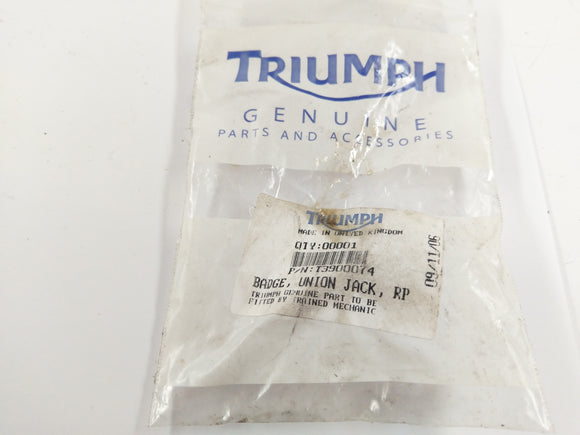 TRIUMPH
GENUINE
PARTS AND ACCESSORIES
TRIUMPH
MADE IN UNITED KINGDOM
QTY:00001
P/N:T3900074
BADGE, UNION JACK, RP
TRIUMPH GENUINE PART TO BE
FITTED BY TRAINED MECHANIC
09/11/06